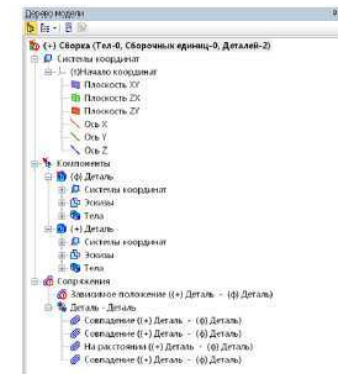 Дерево модели
(+) Сборка (Тел-0, Сборочных единиц-0, Деталей-2)
Системы координат
(т)Начало координат
Плоскость XY
Плоскость ZX
Плоскость ZY
Ось X
Ось Y
Ось Z
Компоненты
(ф) Деталь
Системы координат
Эскизы
Тела
(+) Деталь
Системы координат
Эскизы
Тела
Сопряжения
Зависимое положение ((+) Деталь - (ф) Деталь)
Деталь - Деталь
Совпадение ((+) Деталь - (ф) Деталь)
Совпадение ((+) Деталь - (ф) Деталь)
На расстоянии ((+) Деталь - (ф) Деталь)
Совпадение ((+) Деталь - (ф) Деталь)